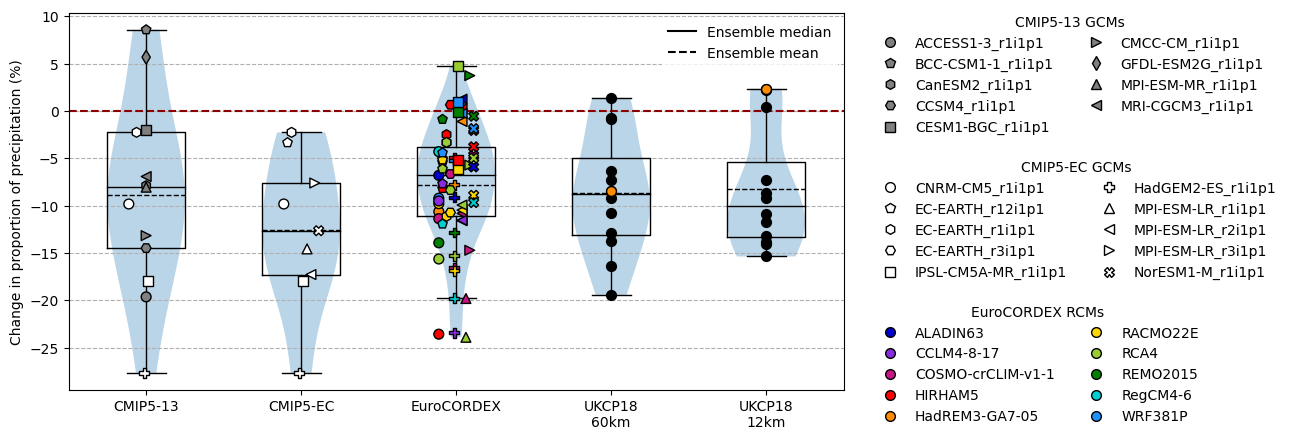 Change in proportion of precipitation (%)
10
5
0
−5
−10
−15
−20
−25
Ensemble median
Ensemble mean
CMIP5-13
CMIP5-EC
EuroCORDEX
UKCP18
60km
UKCP18
12km
CMIP5-13 GCMs
ACCESS1-3_r1i1p1
BCC-CSM1-1_r1i1p1
CanESM2_r1i1p1
CCSM4_r1i1p1
CESM1-BGC_r1i1p1
CMCC-CM_r1i1p1
GFDL-ESM2G_r1i1p1
MPI-ESM-MR_r1i1p1
MRI-CGCM3_r1i1p1
CMIP5-EC GCMs
CNRM-CM5_r1i1p1
EC-EARTH_r12i1p1
EC-EARTH_r1i1p1
EC-EARTH_r3i1p1
IPSL-CM5A-MR_r1i1p1
HadGEM2-ES_r1i1p1
MPI-ESM-LR_r1i1p1
MPI-ESM-LR_r2i1p1
MPI-ESM-LR_r3i1p1
NorESM1-M_r1i1p1
EuroCORDEX RCMs
ALADIN63
CCLM4-8-17
COSMO-crCLIM-v1-1
HIRHAM5
HadREM3-GA7-05
RACMO22E
RCA4
REMO2015
RegCM4-6
WRF381P